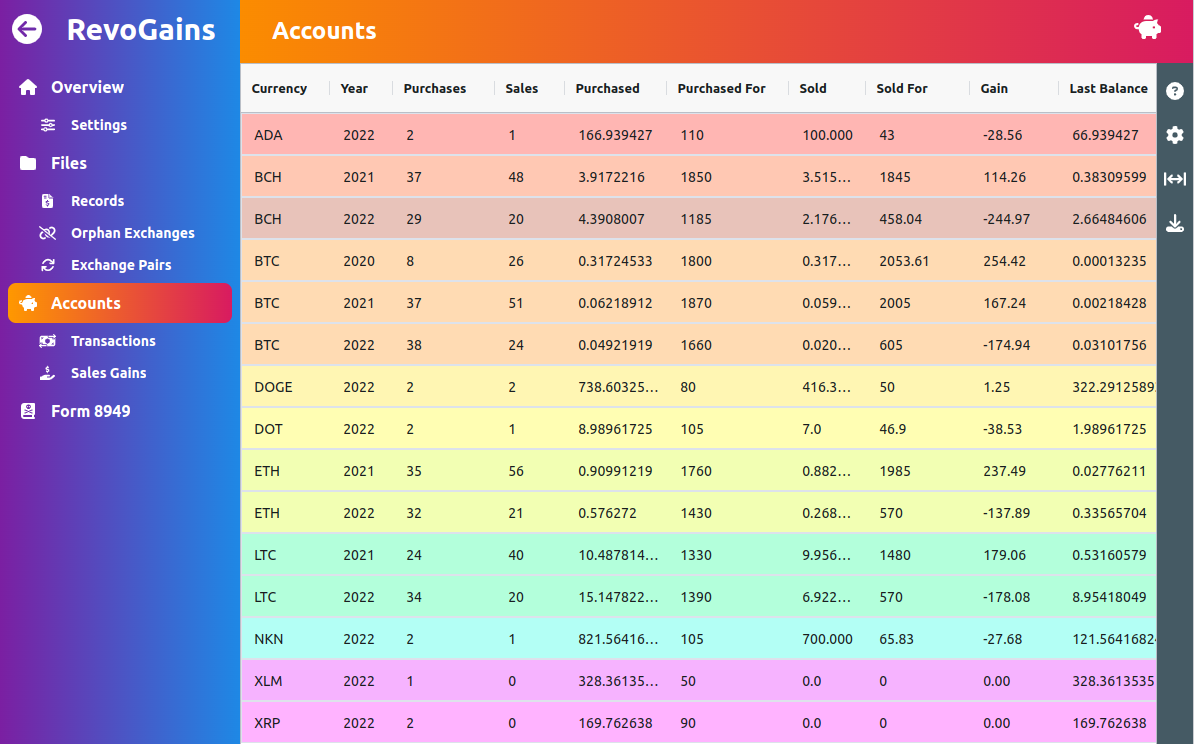 RevoGains
Accounts
Overview
Settings
Files
Records
Orphan Exchanges
Exchange Pairs
Accounts
Transactions
Sales Gains
Form 8949
Currency Year Purchases Sales Purchased Purchased For Sold Sold For Gain Last Balance
ADA 2022 2 1 166.939427 110 100.000 43 -28.56 66.939427
BCH 2021 37 48 3.9172216 1850 3.515... 1845 114.26 0.38309599
BCH 2022 29 20 4.3908007 1185 2.176... 458.04 -244.97 2.66484606
BTC 2020 8 26 0.31724533 1800 0.317... 2053.61 254.42 0.00013235
BTC 2021 37 51 0.06218912 1870 0.059... 2005 167.24 0.00218428
BTC 2022 38 24 0.04921919 1660 0.020... 605 -174.94 0.03101756
DOGE 2022 2 2 738.60325... 80 416.3... 50 1.25 322.29125892
DOT 2022 2 1 8.98961725 105 7.0 46.9 -38.53 1.98961725
ETH 2021 35 56 0.90991219 1760 0.882... 1985 237.49 0.02776211
ETH 2022 32 21 0.576272 1430 0.268... 570 -137.89 0.33565704
LTC 2021 24 40 10.487814... 1330 9.956... 1480 179.06 0.53160579
LTC 2022 34 20 15.147822... 1390 6.922... 570 -178.08 8.95418049
NKN 2022 2 1 821.56416... 105 700.000 65.83 -27.68 121.56416824
XLM 2022 1 0 328.36135... 50 0.0 0 0.00 328.3613535
XRP 2022 2 0 169.762638 90 0.0 0 0.00 169.762638